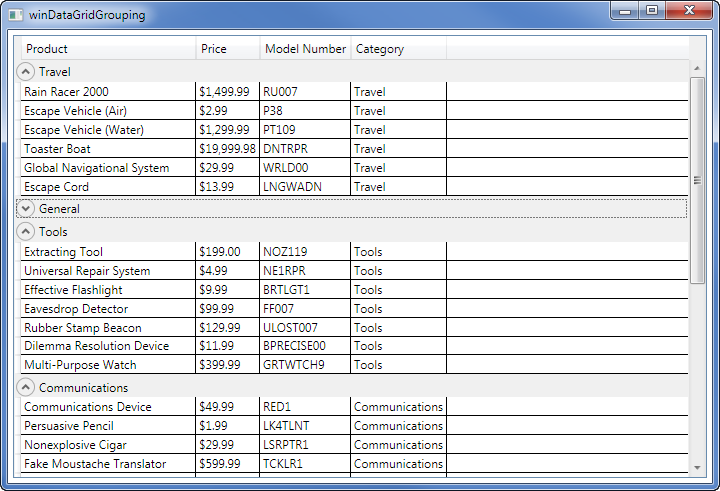 winDataGridGrouping
Product Price Model Number Category
Travel
Rain Racer 2000 $1,499.99 RU007 Travel
Escape Vehicle (Air) $2.99 P38 Travel
Escape Vehicle (Water) $1,299.99 PT109 Travel
Toaster Boat $19,999.98 DNTRPR Travel
Global Navigational System $29.99 WRLD00 Travel
Escape Cord $13.99 LNGWADN Travel
General
Tools
Extracting Tool $199.00 NOZ119 Tools
Universal Repair System $4.99 NE1RPR Tools
Effective Flashlight $9.99 BRTLGT1 Tools
Eavesdrop Detector $99.99 FF007 Tools
Rubber Stamp Beacon $129.99 ULOST007 Tools
Dilemma Resolution Device $11.99 BPRECISE00 Tools
Multi-Purpose Watch $399.99 GRTWTCH9 Tools
Communications
Communications Device $49.99 RED1 Communications
Persuasive Pencil $1.99 LK4TLNT Communications
Nonexplosive Cigar $29.99 LSRPTR1 Communications
Fake Moustache Translator $599.99 TCKLR1 Communications